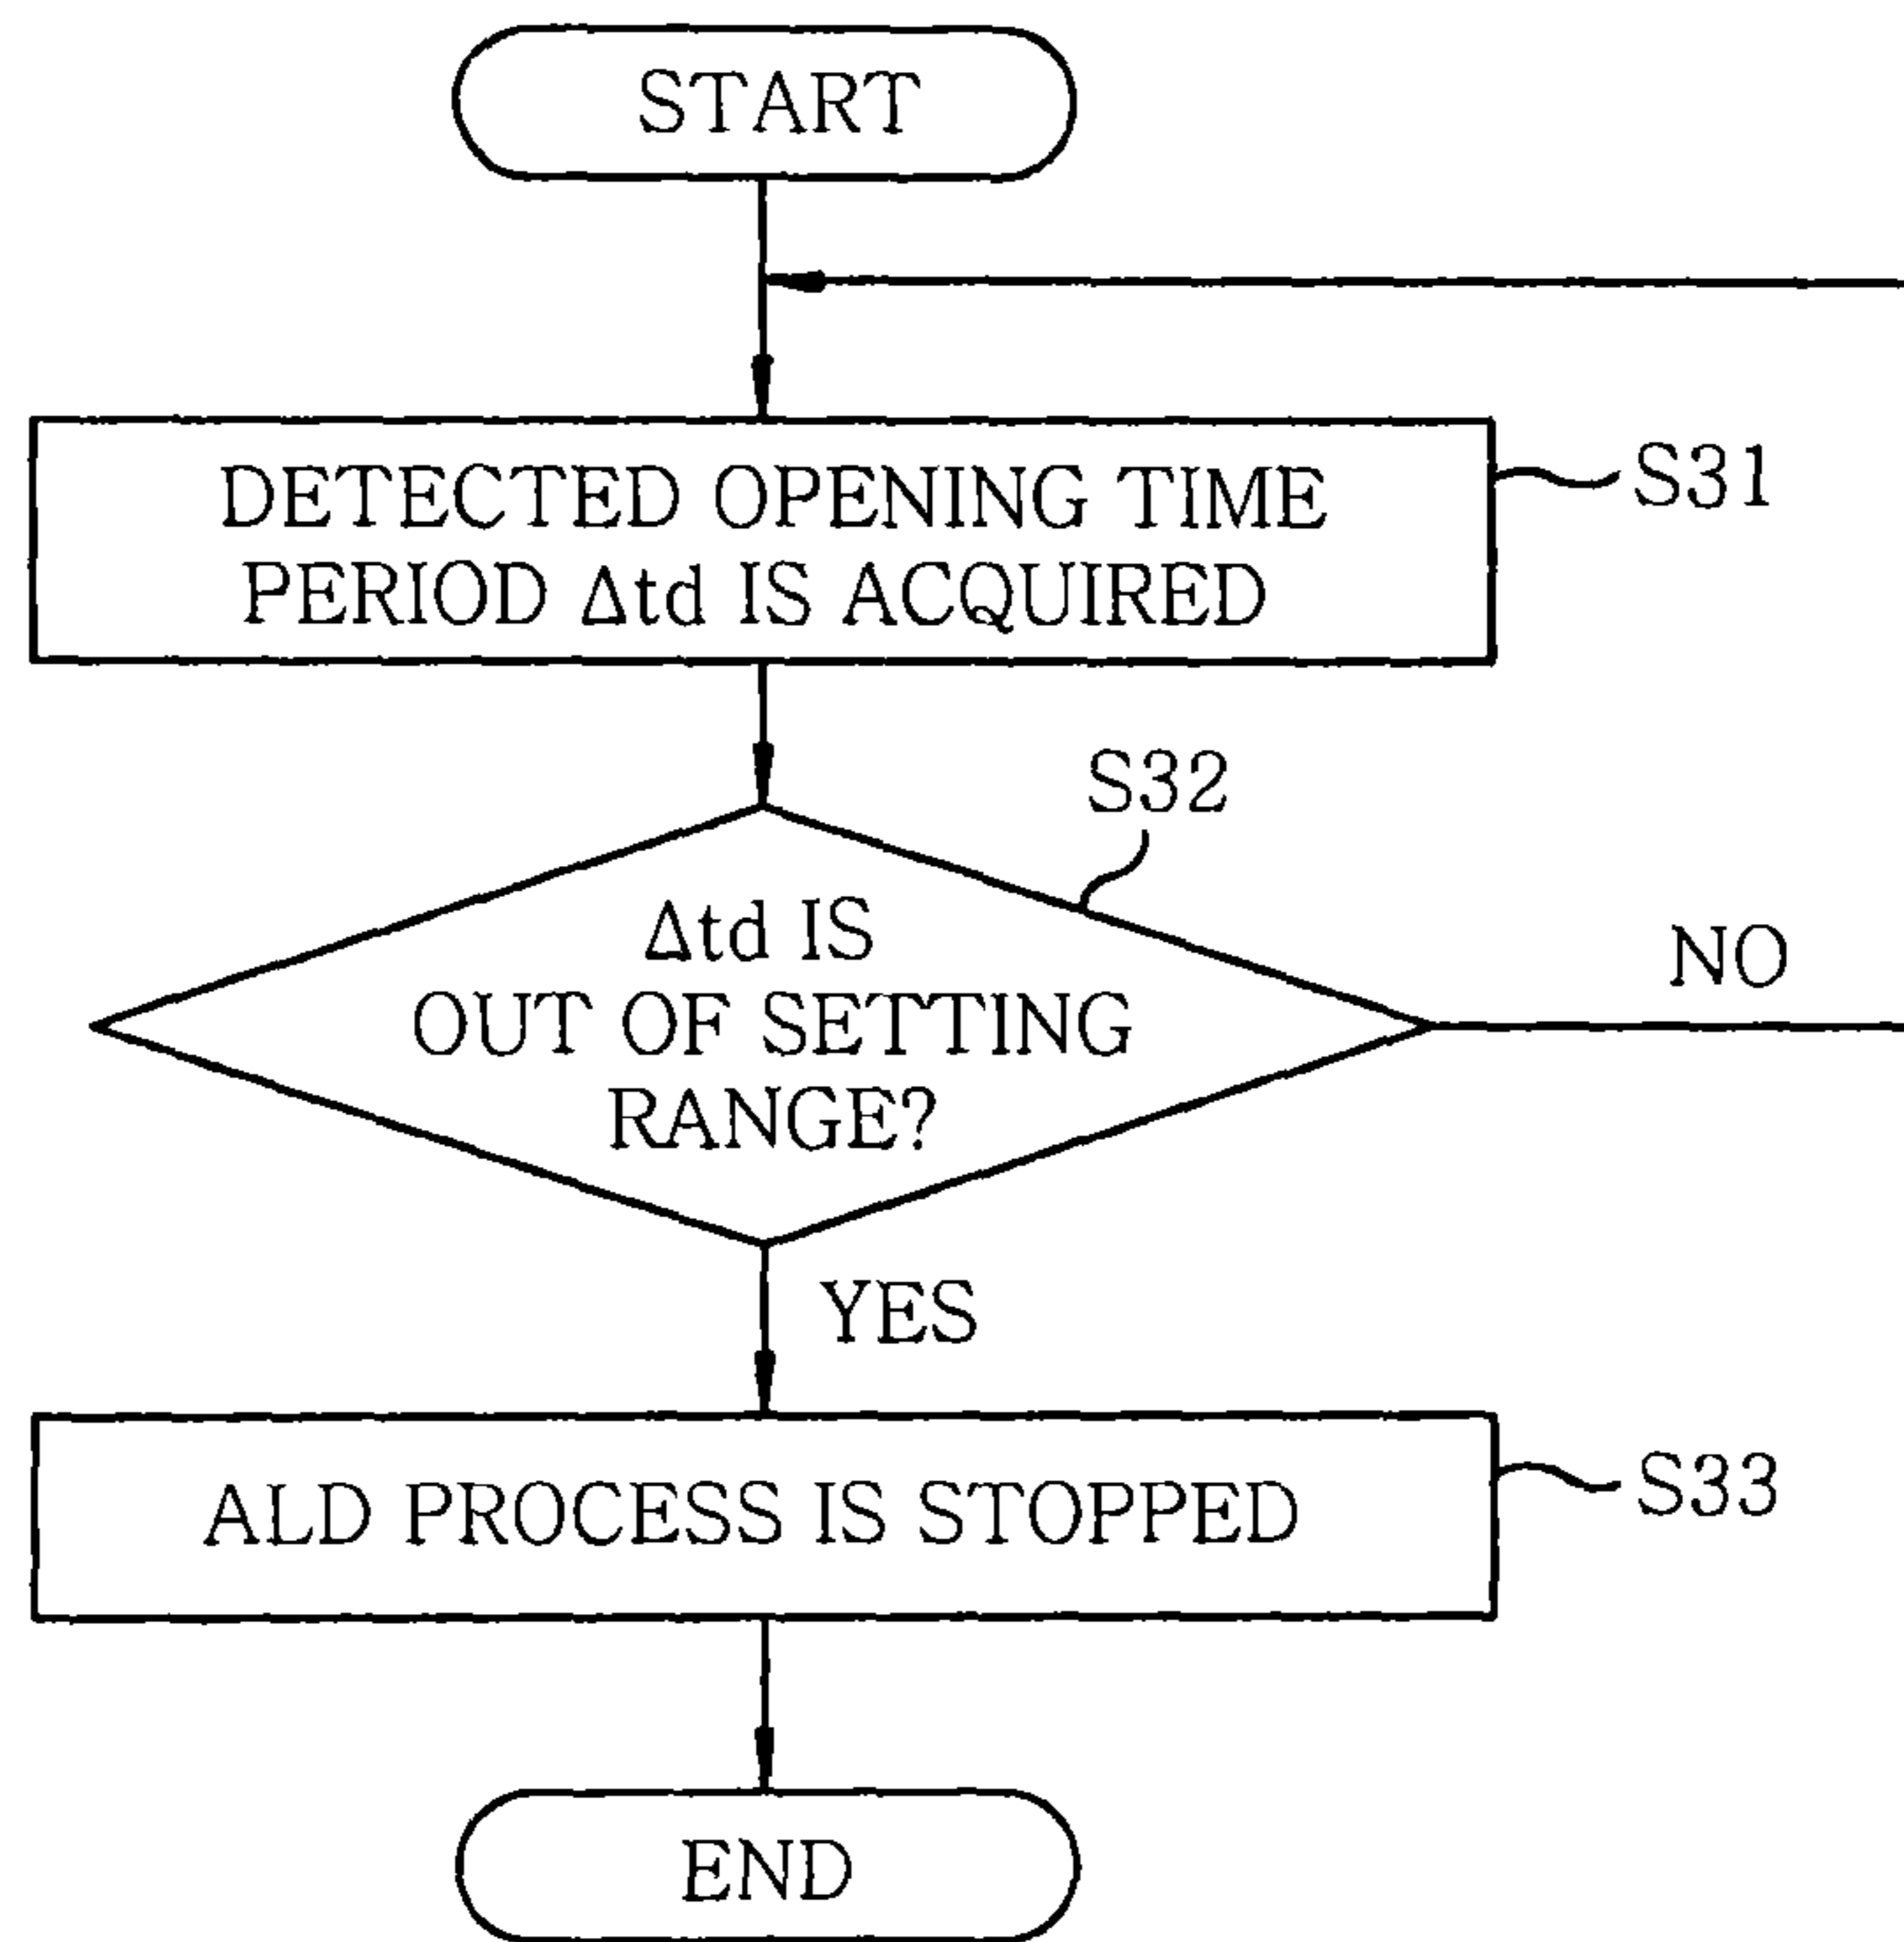 START
DETECTED OPENING TIME
PERIOD Δtd IS ACQUIRED
S31
S32
Δtd IS
OUT OF SETTING
RANGE?
NO
YES
ALD PROCESS IS STOPPED
S33
END